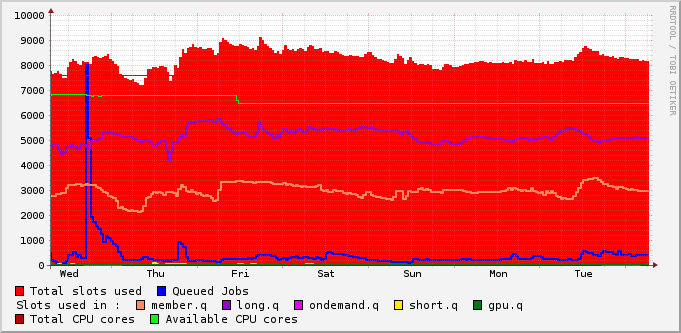 10000
9000
8000
7000
6000
5000
4000
3000
2000
1000
0
Wed Thu Fri Sat Sun Mon Tue
RRDTOOL / TOBI OETIKER
Total slots used Queued Jobs
Slots used in : member.q long.q ondemand.q short.q gpu.q
Total CPU cores Available CPU cores